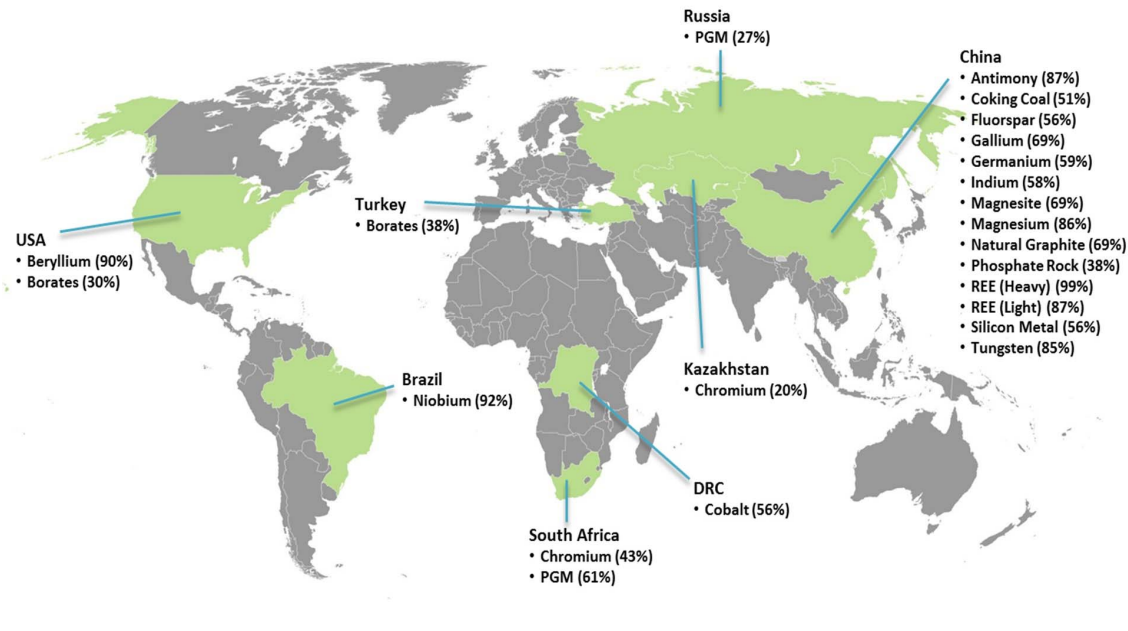 Russia
• PGM (27%)
China
• Antimony (87%)
• Coking Coal (51%)
• Fluorspar (56%)
• Gallium (69%)
• Germanium (59%)
• Indium (58%)
• Magnesite (69%)
• Magnesium (86%)
• Natural Graphite (69%)
• Phosphate Rock (38%)
• REE (Heavy) (99%)
• REE (Light) (87%)
• Silicon Metal (56%)
• Tungsten (85%)
Turkey
• Borates (38%)
USA
• Beryllium (90%)
• Borates (30%)
Kazakhstan
• Chromium (20%)
Brazil
• Niobium (92%)
DRC
• Cobalt (56%)
South Africa
• Chromium (43%)
• PGM (61%)